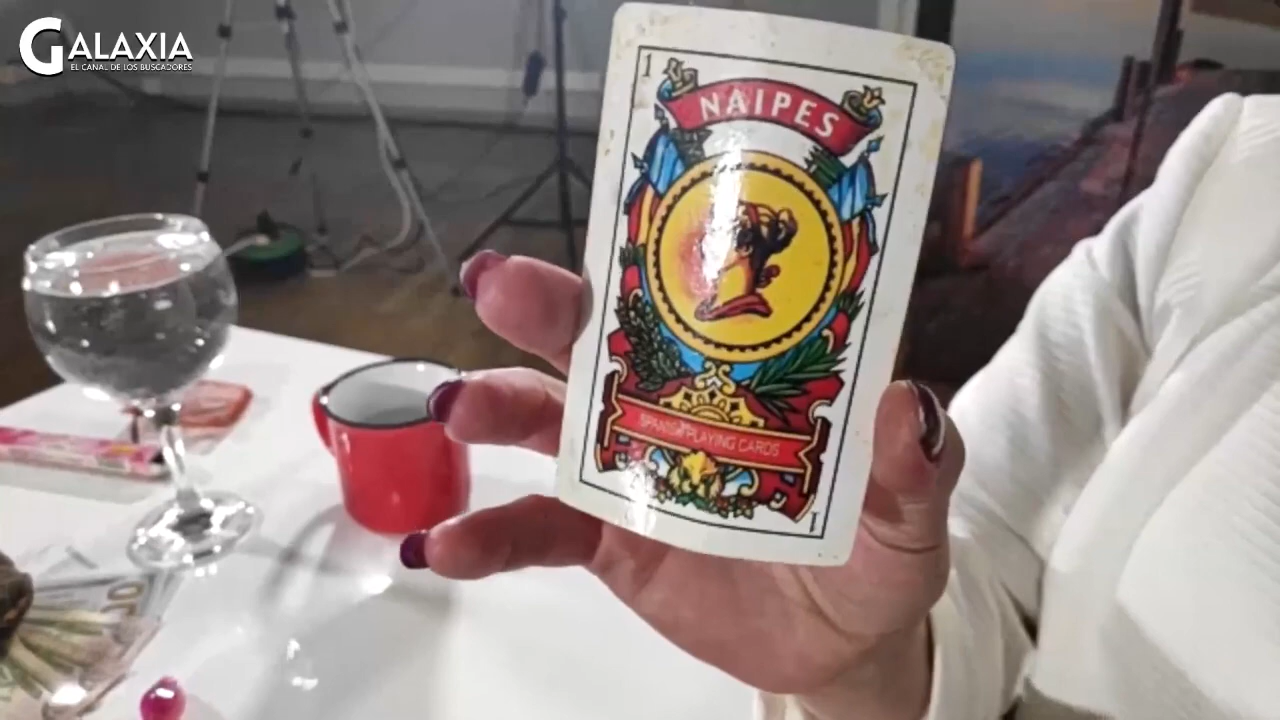 GALAXIA
EL CANAL DE LOS BUSCADORES
1
NAIPES
SPANISH PLAYING CARDS
1